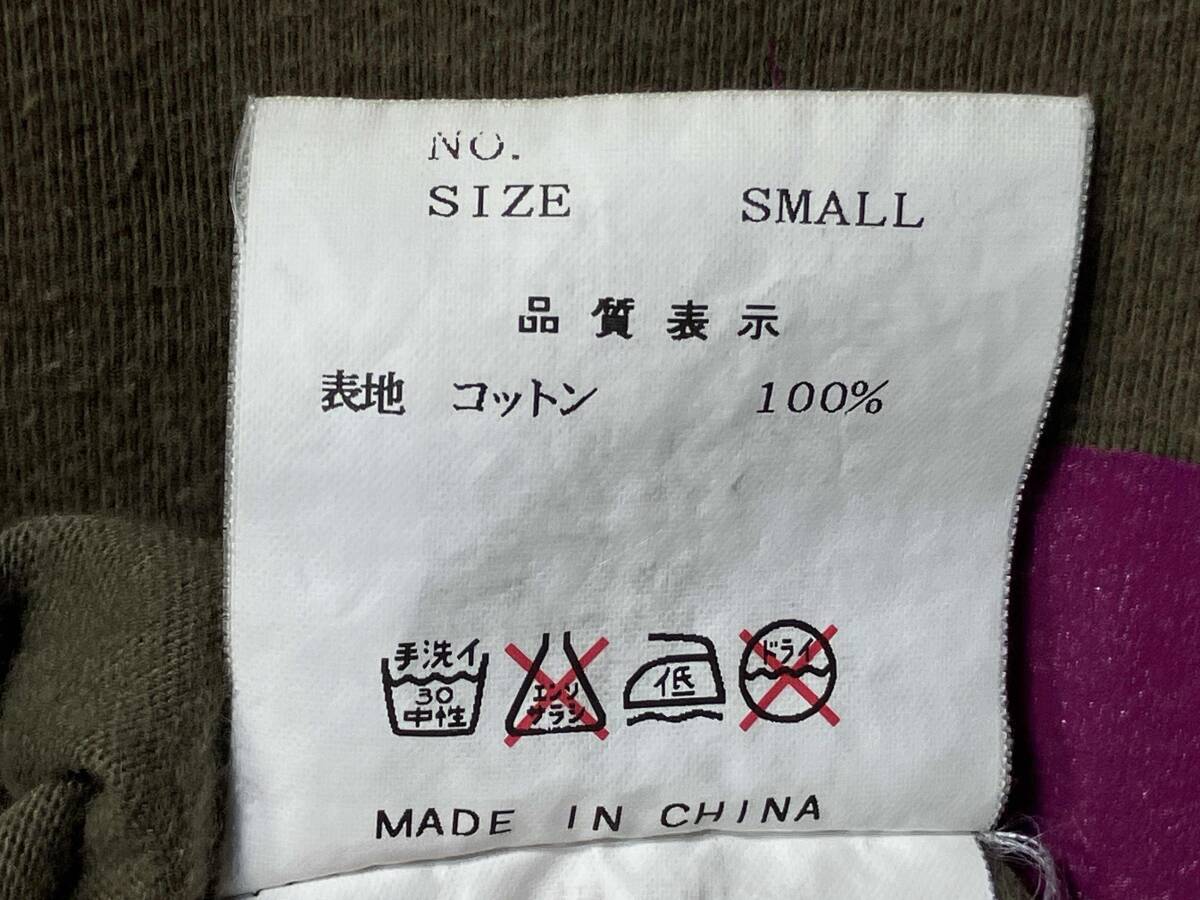 NO.
SIZE SMALL
品質表示
表地 コットン 100%
手洗イ
30
中性
エンソ
サラシ
低
ドライ
MADE IN CHINA